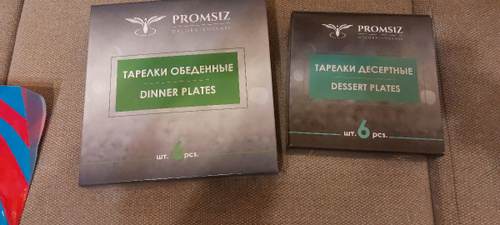 PROMSIZ
ТАРЕЛКИ ОБЕДЕННЫЕ
DINNER PLATES
шт. 6 pcs.
PROMSIZ
ТАРЕЛКИ ДЕСЕРТНЫЕ
DESSERT PLATES
шт. 6 pcs.